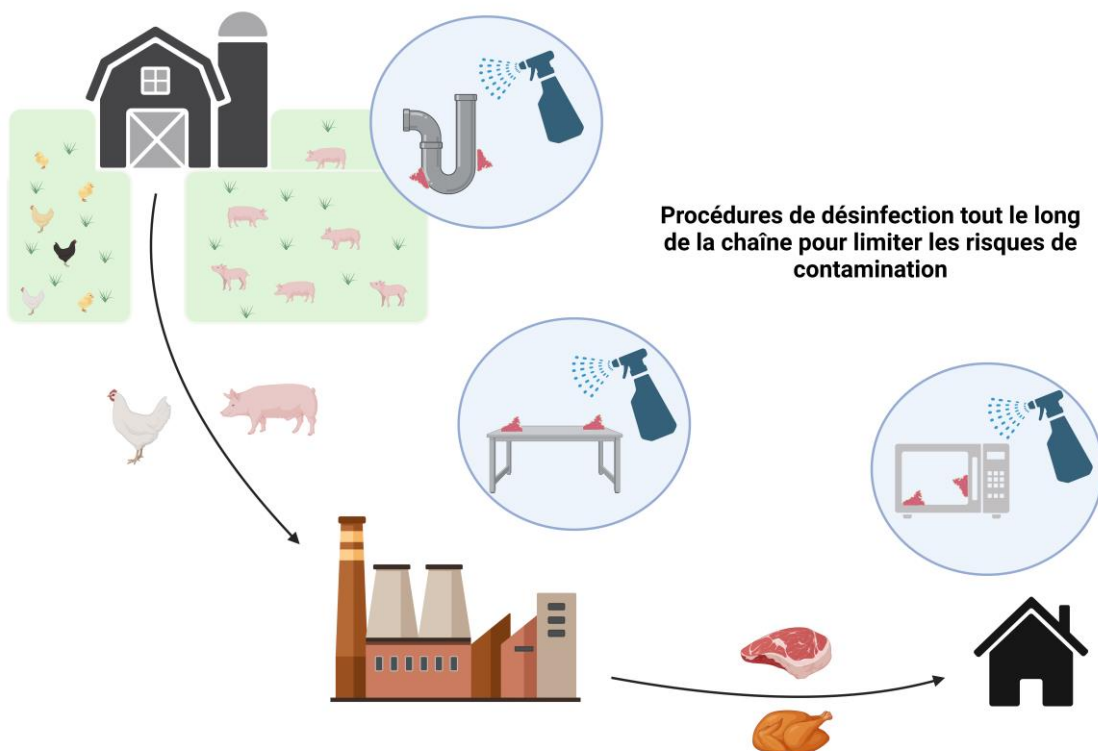 Procédures de désinfection tout le long
de la chaîne pour limiter les risques de
contamination